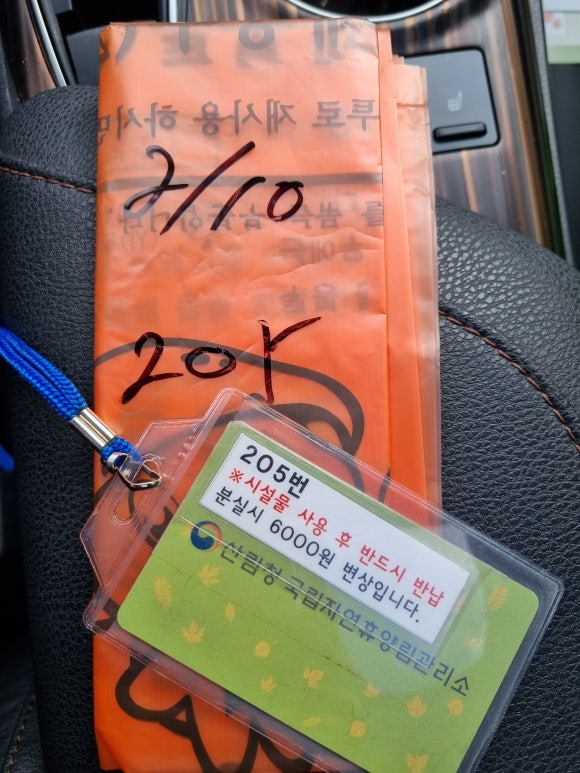 투로 재사용 하시
2/10
205
205번
※시설물 사용 후 반드시 반납
분실시 6000원 변상입니다.
산림청 국립자연휴양림관리소